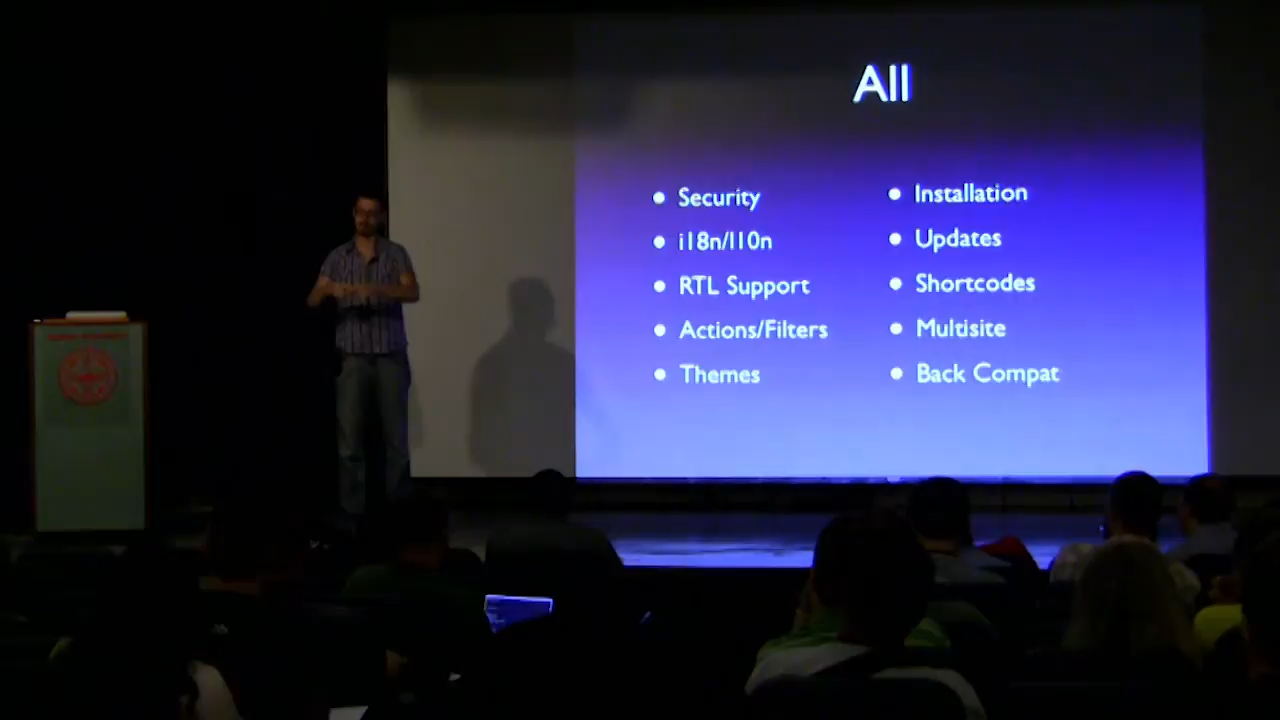 All
Security
i18n/l10n
RTL Support
Actions/Filters
Themes
Installation
Updates
Shortcodes
Multisite
Back Compat